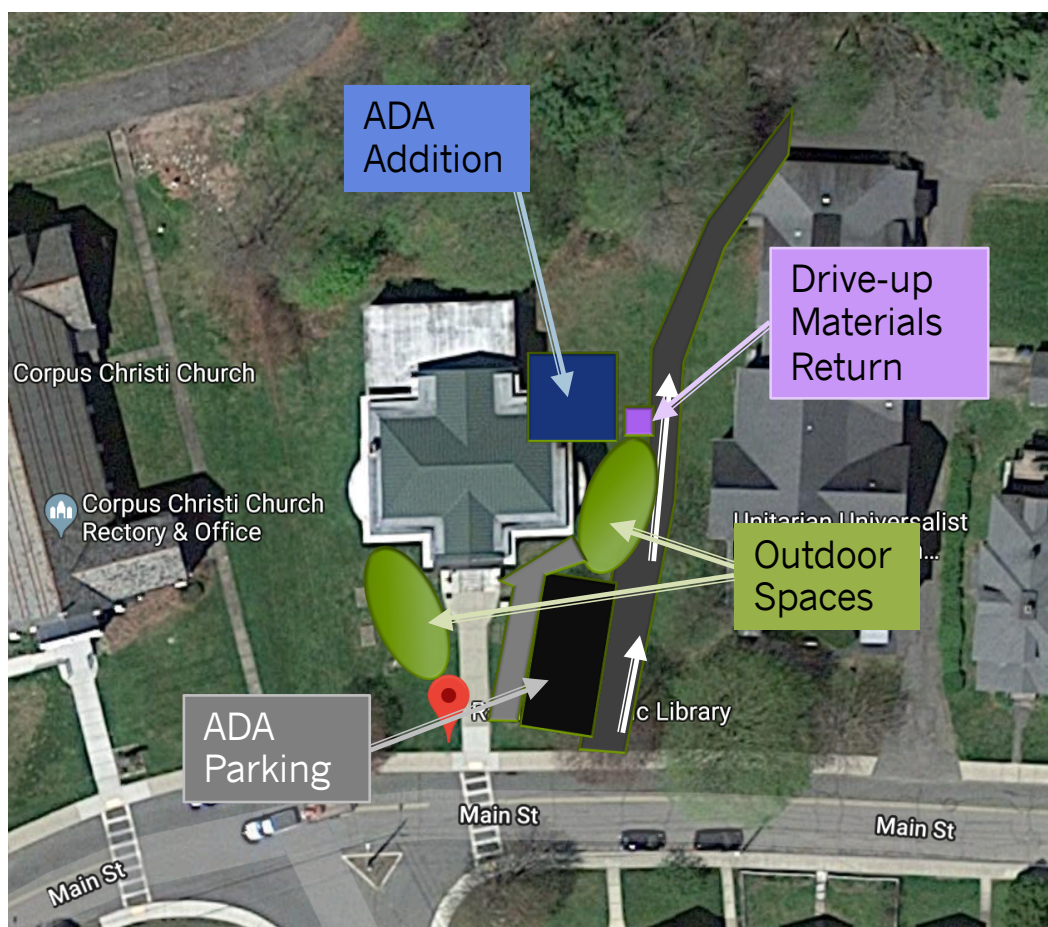 ADA
Addition
Drive-up
Materials
Return
Corpus Christi Church
Corpus Christi Church
Rectory & Office
Unitarian Universalist
Outdoor
Spaces
ADA
Parking
Library
Main St
Main St
Main St